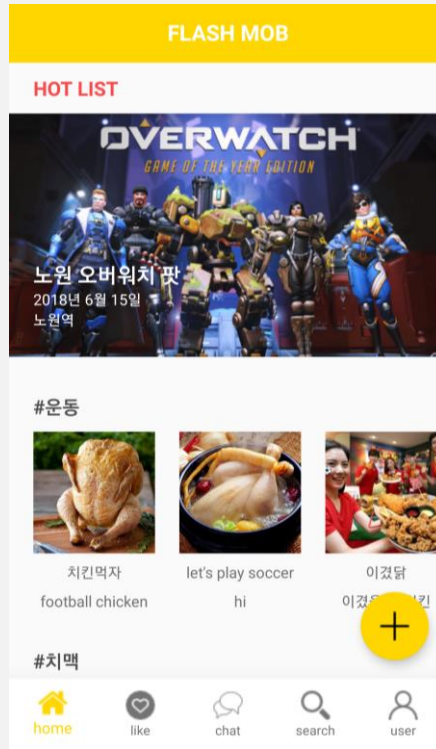 FLASH MOB
HOT LIST
OVERWATCH
GAME OF THE YEAR EDITION
노원 오버워치 팟
2018년 6월 15일
노원역
#운동
치킨먹자
let's play soccer
이겼닭
football chicken
hi
#치맥
home
like
chat
search
user